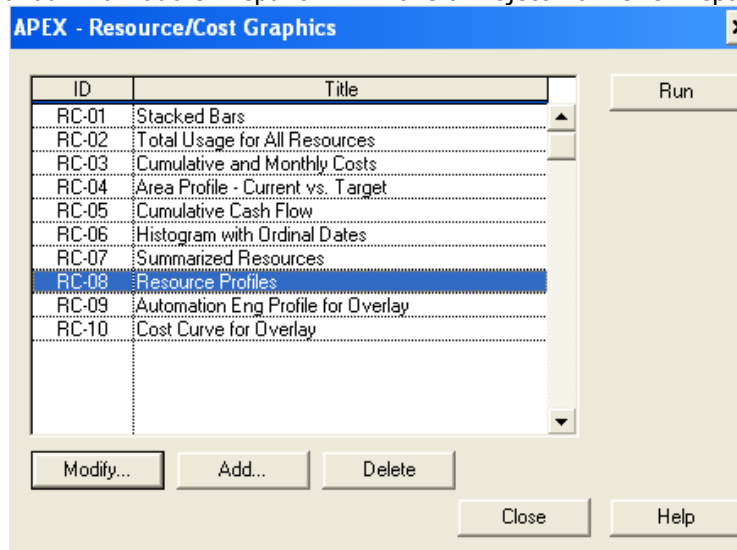 APEX - Resource/Cost Graphics
ID Title
RC-01 Stacked Bars
RC-02 Total Usage for All Resources
RC-03 Cumulative and Monthly Costs
RC-04 Area Profile - Current vs. Target
RC-05 Cumulative Cash Flow
RC-06 Histogram with Ordinal Dates
RC-07 Summarized Resources
RC-08 Resource Profiles
RC-09 Automation Eng Profile for Overlay
RC-10 Cost Curve for Overlay
Run
Modify... Add... Delete
Close Help